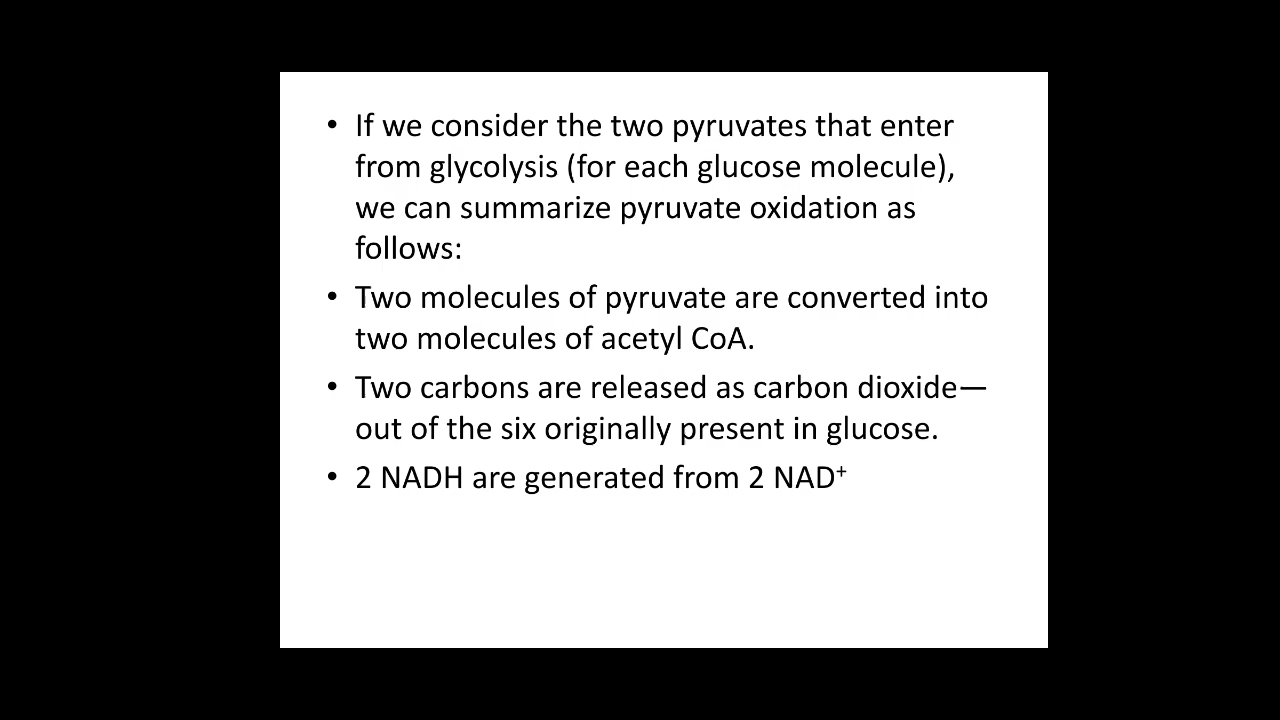 • If we consider the two pyruvates that enter
from glycolysis (for each glucose molecule),
we can summarize pyruvate oxidation as
follows:
• Two molecules of pyruvate are converted into
two molecules of acetyl CoA.
• Two carbons are released as carbon dioxide—
out of the six originally present in glucose.
• 2 NADH are generated from 2 NAD⁺